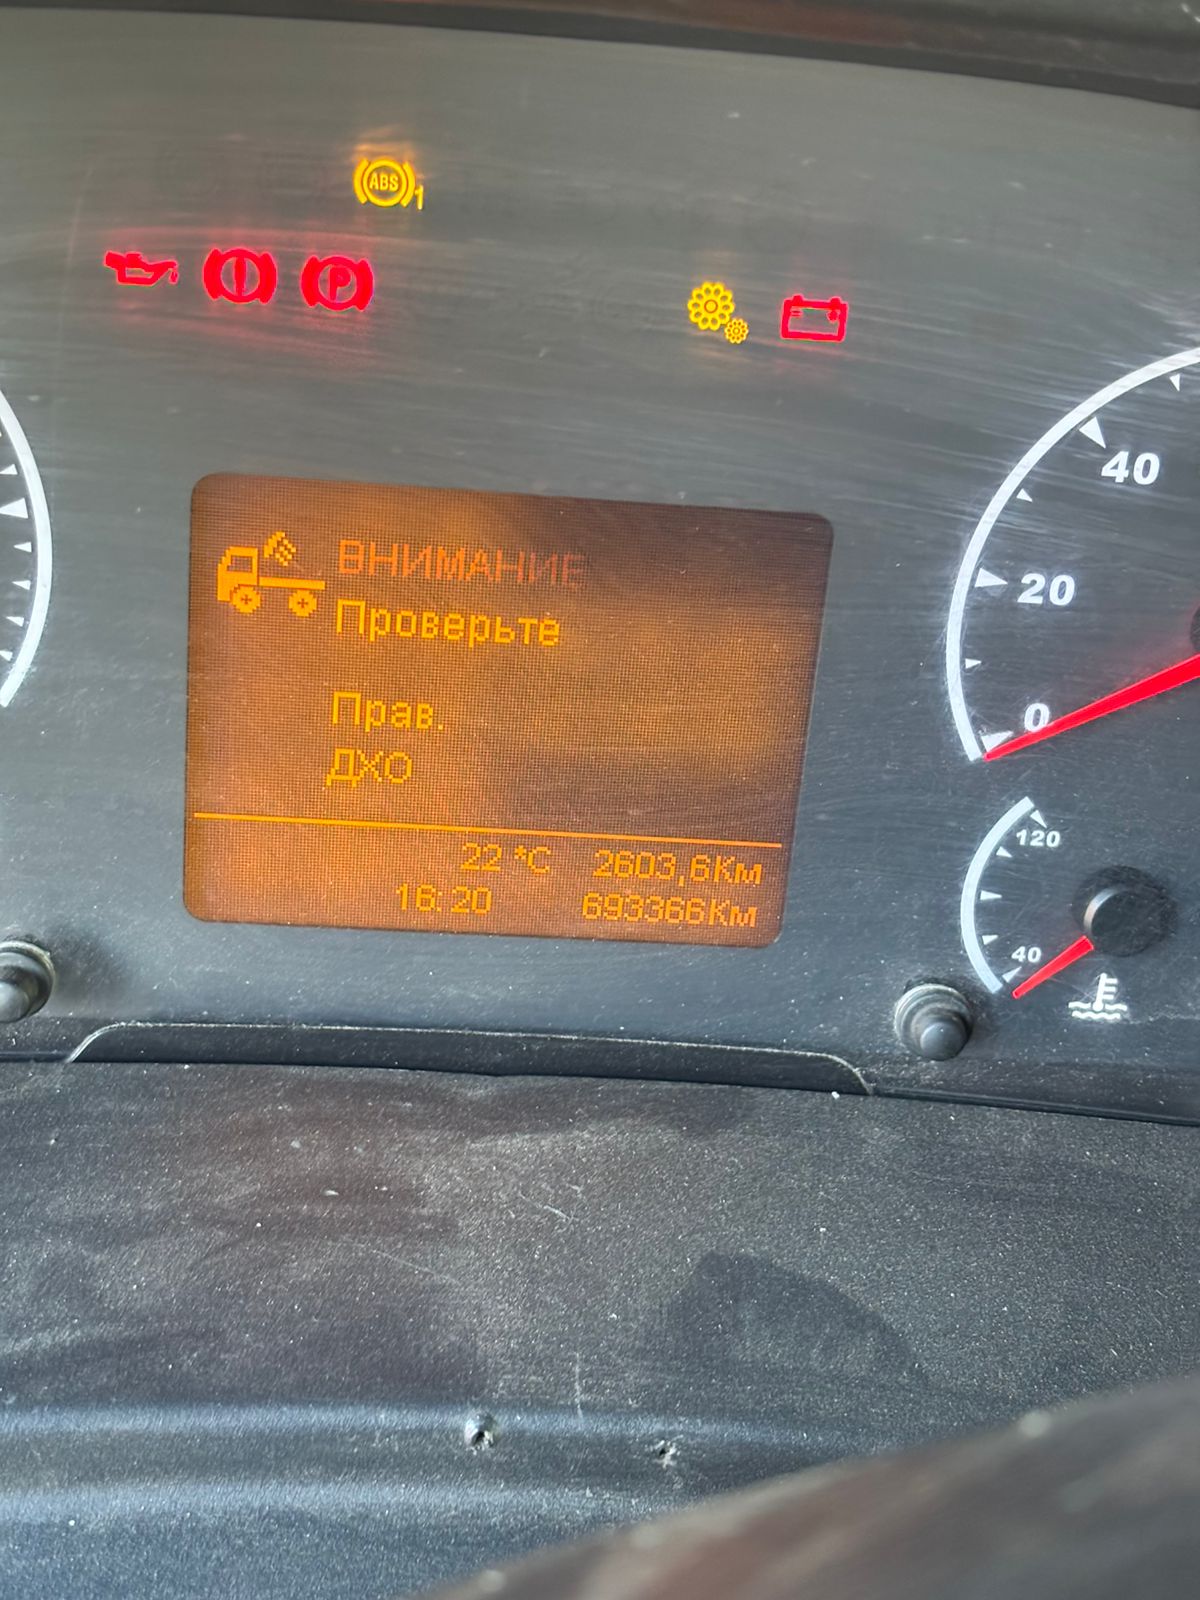 ABS 1
P
ВНИМАНИЕ
Проверьте
Прав.
ДХО
22 °C 2603,6Км
16:20 693366Км
40
20
0
120
40